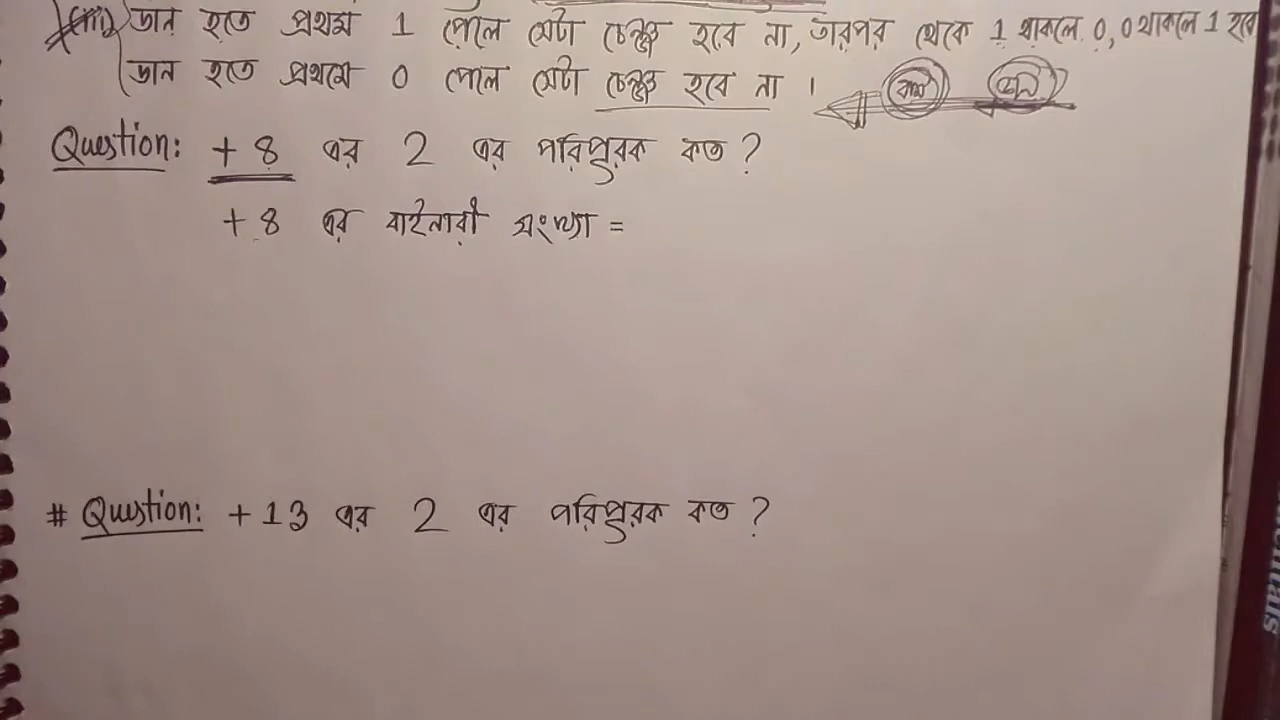 ডান হতে প্রথম 1 পেলে সেটা চেঞ্জ হবে না, তারপর থেকে 1 থাকলে 0, 0 থাকলে 1 হবে
ডান হতে প্রথমে 0 পেলে সেটা চেঞ্জ হবে না । বাম ডান
Question: +8 এর 2 এর পরিপুরক কত ?
+8 এর বাইনারী সংখ্যা =
# Question: +13 এর 2 এর পরিপুরক কত ?